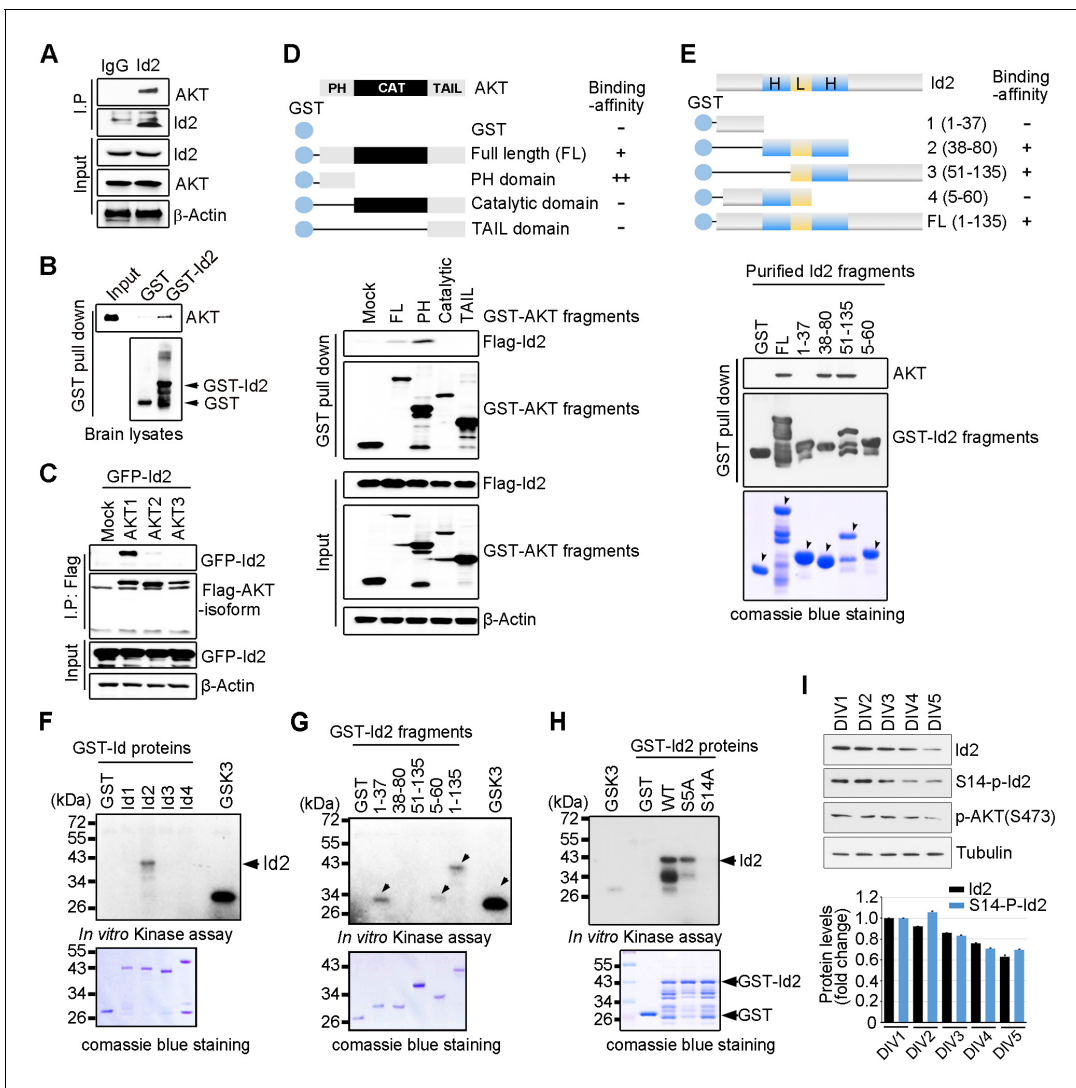 A
IgG Id2
I.P
AKT
Id2
Input
Id2
AKT
β-Actin
B
Input
GST
GST-Id2
GST pull down
AKT
GST-Id2
GST
Brain lysates
C
GFP-Id2
Mock
AKT1
AKT2
AKT3
I.P: Flag
GFP-Id2
Flag-AKT
-isoform
Input
GFP-Id2
β-Actin
D
PH CAT TAIL AKT
Binding
-affinity
GST
GST -
Full length (FL) +
PH domain ++
Catalytic domain -
TAIL domain -
Mock
FL
PH
Catalytic
TAIL
GST-AKT fragments
GST pull down
Flag-Id2
GST-AKT fragments
Input
Flag-Id2
GST-AKT fragments
β-Actin
E
H L H Id2
Binding
-affinity
GST
1 (1-37) -
2 (38-80) +
3 (51-135) +
4 (5-60) -
FL (1-135) +
Purified Id2 fragments
GST
FL
1-37
38-80
51-135
5-60
GST pull down
AKT
GST-Id2 fragments
comassie blue staining
F
GST-Id proteins
GST
Id1
Id2
Id3
Id4
GSK3
(kDa)
72
55
43
34
26
Id2
In vitro Kinase assay
55
43
34
26
comassie blue staining
G
GST-Id2 fragments
GST
1-37
38-80
51-135
5-60
1-135
GSK3
(kDa)
72
55
43
34
26
In vitro Kinase assay
43
34
26
comassie blue staining
H
GST-Id2 proteins
GSK3
GST
WT
S5A
S14A
(kDa)
72
55
43
34
26
Id2
In vitro Kinase assay
55
43
34
26
GST-Id2
GST
comassie blue staining
I
DIV1
DIV2
DIV3
DIV4
DIV5
Id2
S14-p-Id2
p-AKT(S473)
Tubulin
Id2
S14-P-Id2
Protein levels
(fold change)
1.2
1.0
0.8
0.6
0.4
0.2
0
DIV1
DIV2
DIV3
DIV4
DIV5